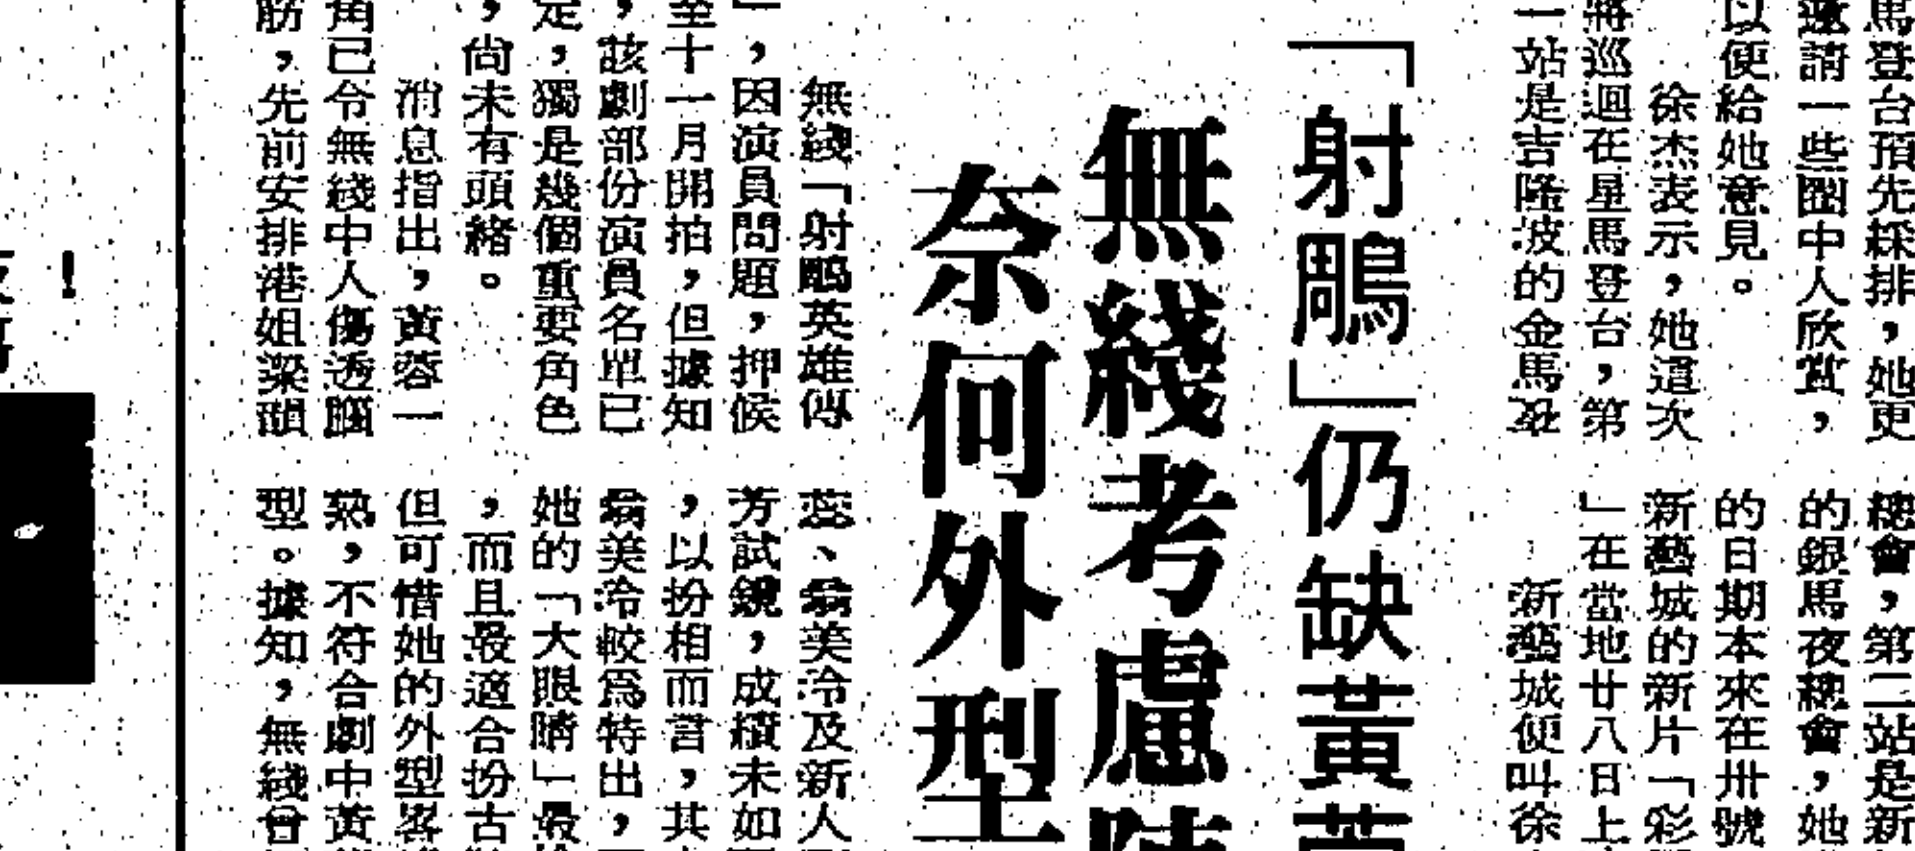 馬登台預先綵排，她更
邀請一些圈中人欣賞，
以便給她意見。
徐杰表示，她這次
將巡迴在星馬登台，第
一站是吉隆波的金馬
總會，第二站是新
的銀馬夜總會，她
的日期本來在卅號
新藝城的新片「彩
」在當地廿八日上
新藝城便叫徐
「射鵰」仍缺黃
無綫考慮
奈何外型
無綫「射鵰英雄傳
」，因演員問題，押候
至十一月開拍，但據知
，該劇部份演員名單已
定，獨是幾個重要角色
，尚未有頭緒。
消息指出，黃蓉一
角已令無綫中人傷透腦
筋，先前安排港姐梁韻
蕊、翁美泠及新人
芳試鏡，成績未如
，以扮相而言，其
翁美泠較爲特出，
她的「大眼睛」最
，而且最適合扮古
但可惜她的外型畧
熟，不符合劇中黃
型。據知，無綫曾
！